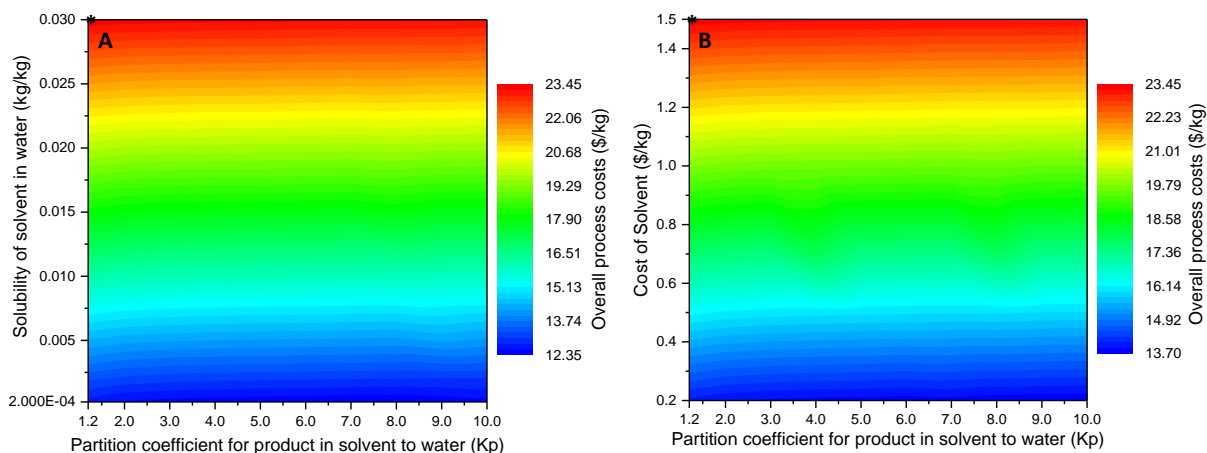 A
0.030
0.025
0.020
0.015
0.010
0.005
2.000E-04
Solubility of solvent in water (kg/kg)
1.2 2.0 3.0 4.0 5.0 6.0 7.0 8.0 9.0 10.0
Partition coefficient for product in solvent to water (Kp)
23.45
22.06
20.68
19.29
17.90
16.51
15.13
13.74
12.35
Overall process costs ($/kg)
B
1.5
1.2
1.0
0.8
0.6
0.4
0.2
Cost of Solvent ($/kg)
1.2 2.0 3.0 4.0 5.0 6.0 7.0 8.0 9.0 10.0
Partition coefficient for product in solvent to water (Kp)
23.45
22.23
21.01
19.79
18.58
17.36
16.14
14.92
13.70
Overall process costs ($/kg)